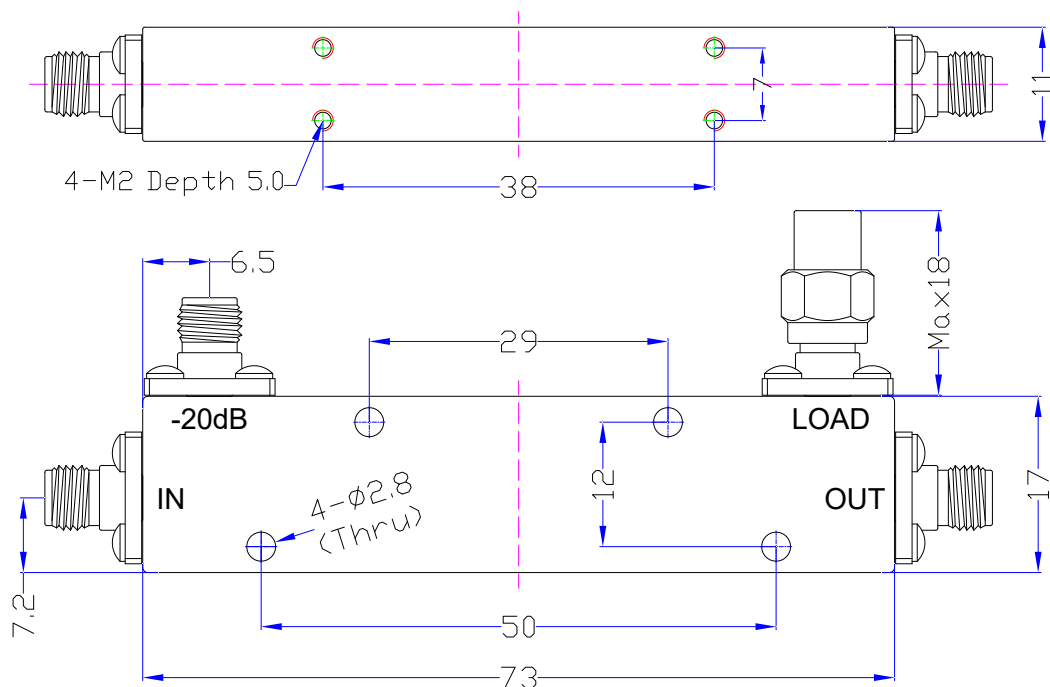 7
11
4-M2 Depth 5.0
38
6.5
Max18
29
-20dB
LOAD
12
17
4-Ø2.8
(Thru)
IN
OUT
7.2
50
73